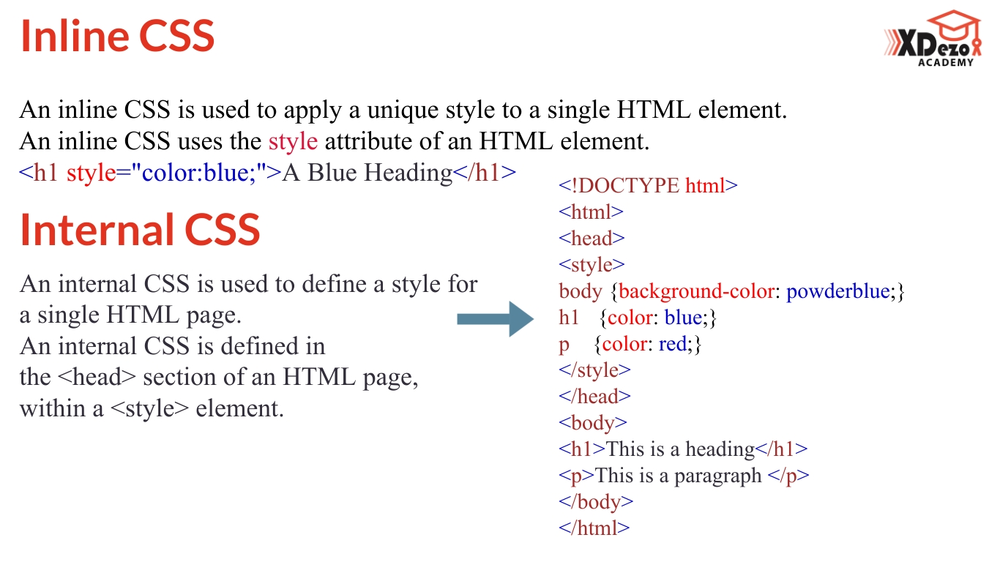 Inline CSS
XDezo
ACADEMY
An inline CSS is used to apply a unique style to a single HTML element.
An inline CSS uses the style attribute of an HTML element.
<h1 style="color:blue;">A Blue Heading</h1>
Internal CSS
An internal CSS is used to define a style for
a single HTML page.
An internal CSS is defined in
the <head> section of an HTML page,
within a <style> element.
<!DOCTYPE html>
<html>
<head>
<style>
body {background-color: powderblue;}
h1   {color: blue;}
p    {color: red;}
</style>
</head>
<body>
<h1>This is a heading</h1>
<p>This is a paragraph </p>
</body>
</html>